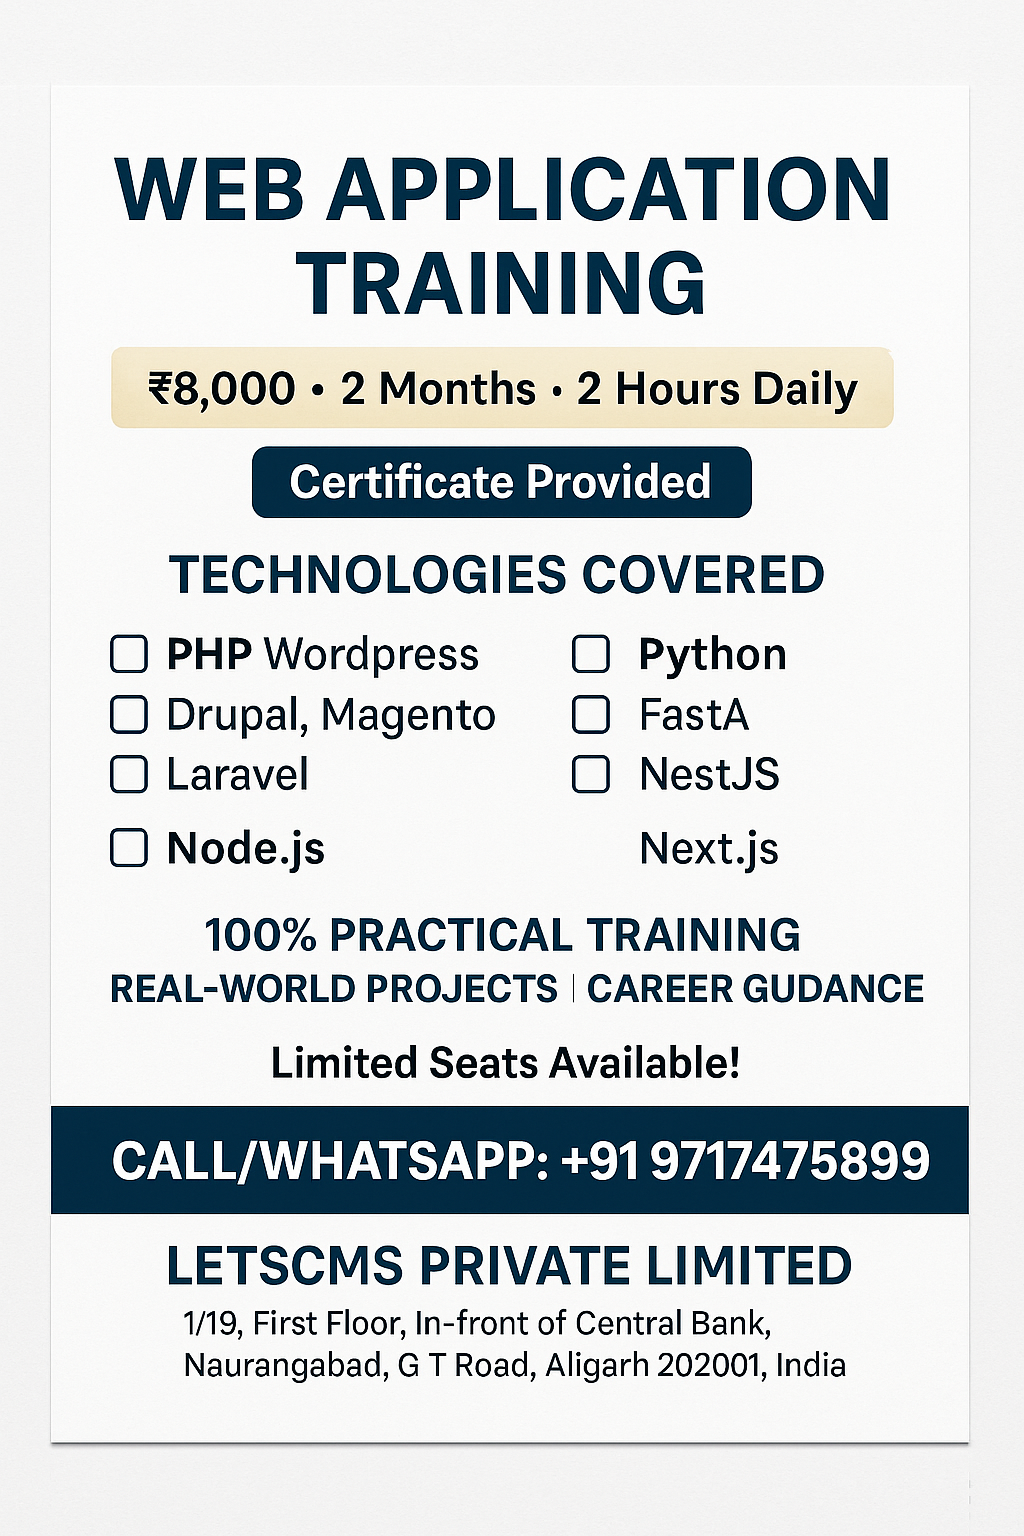 WEB APPLICATION
TRAINING
₹8,000 • 2 Months • 2 Hours Daily
Certificate Provided
TECHNOLOGIES COVERED
PHP Wordpress
Drupal, Magento
Laravel
Node.js
Python
FastA
NestJS
Next.js
100% PRACTICAL TRAINING
REAL-WORLD PROJECTS | CAREER GUDANCE
Limited Seats Available!
CALL/WHATSAPP: +91 9717475899
LETSCMS PRIVATE LIMITED
1/19, First Floor, In-front of Central Bank,
Naurangabad, G T Road, Aligarh 202001, India